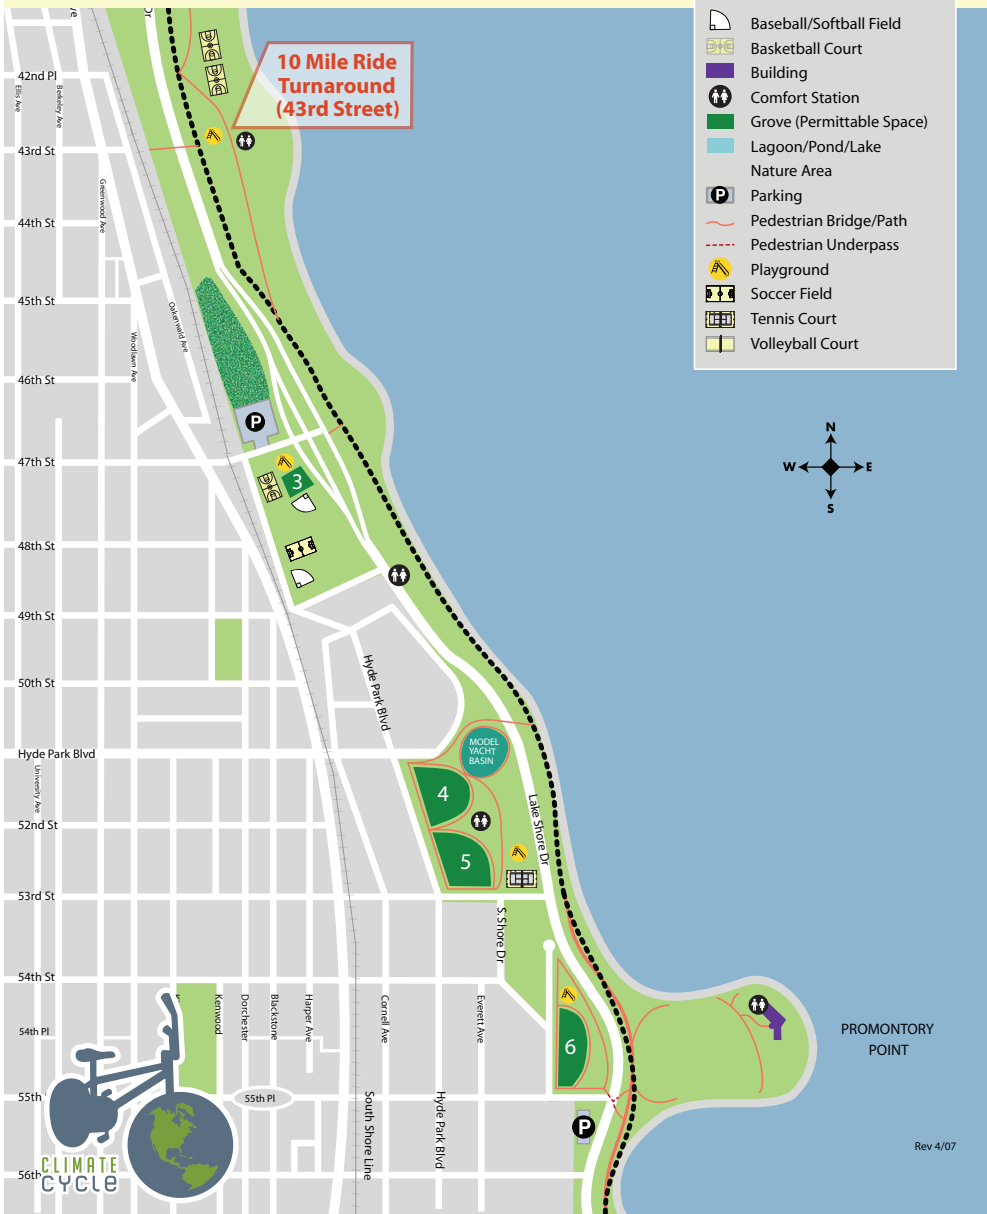 Dr
10 Mile Ride
Turnaround
(43rd Street)
Baseball/Softball Field
Basketball Court
Building
Comfort Station
Grove (Permittable Space)
Lagoon/Pond/Lake
Nature Area
P Parking
Pedestrian Bridge/Path
Pedestrian Underpass
Playground
Soccer Field
Tennis Court
Volleyball Court
42nd Pl
Ellis Ave
Berkeley Ave
43rd St
Greenwood Ave
44th St
45th St
Oakenwald Ave
Woodlawn Ave
46th St
P
47th St
3
N
W
E
S
48th St
49th St
50th St
Hyde Park Blvd
Hyde Park Blvd
MODEL
YACHT
BASIN
University Ave
4
Lake Shore Dr
52nd St
5
53rd St
S. Shore Dr
54th St
Kenwood
Dorchester
Blackstone
Harper Ave
Cornell Ave
Everett Ave
54th Pl
6
PROMONTORY
POINT
55th
55th Pl
South Shore Line
Hyde Park Blvd
P
Rev 4/07
56th
CLIMATE
CYCLE